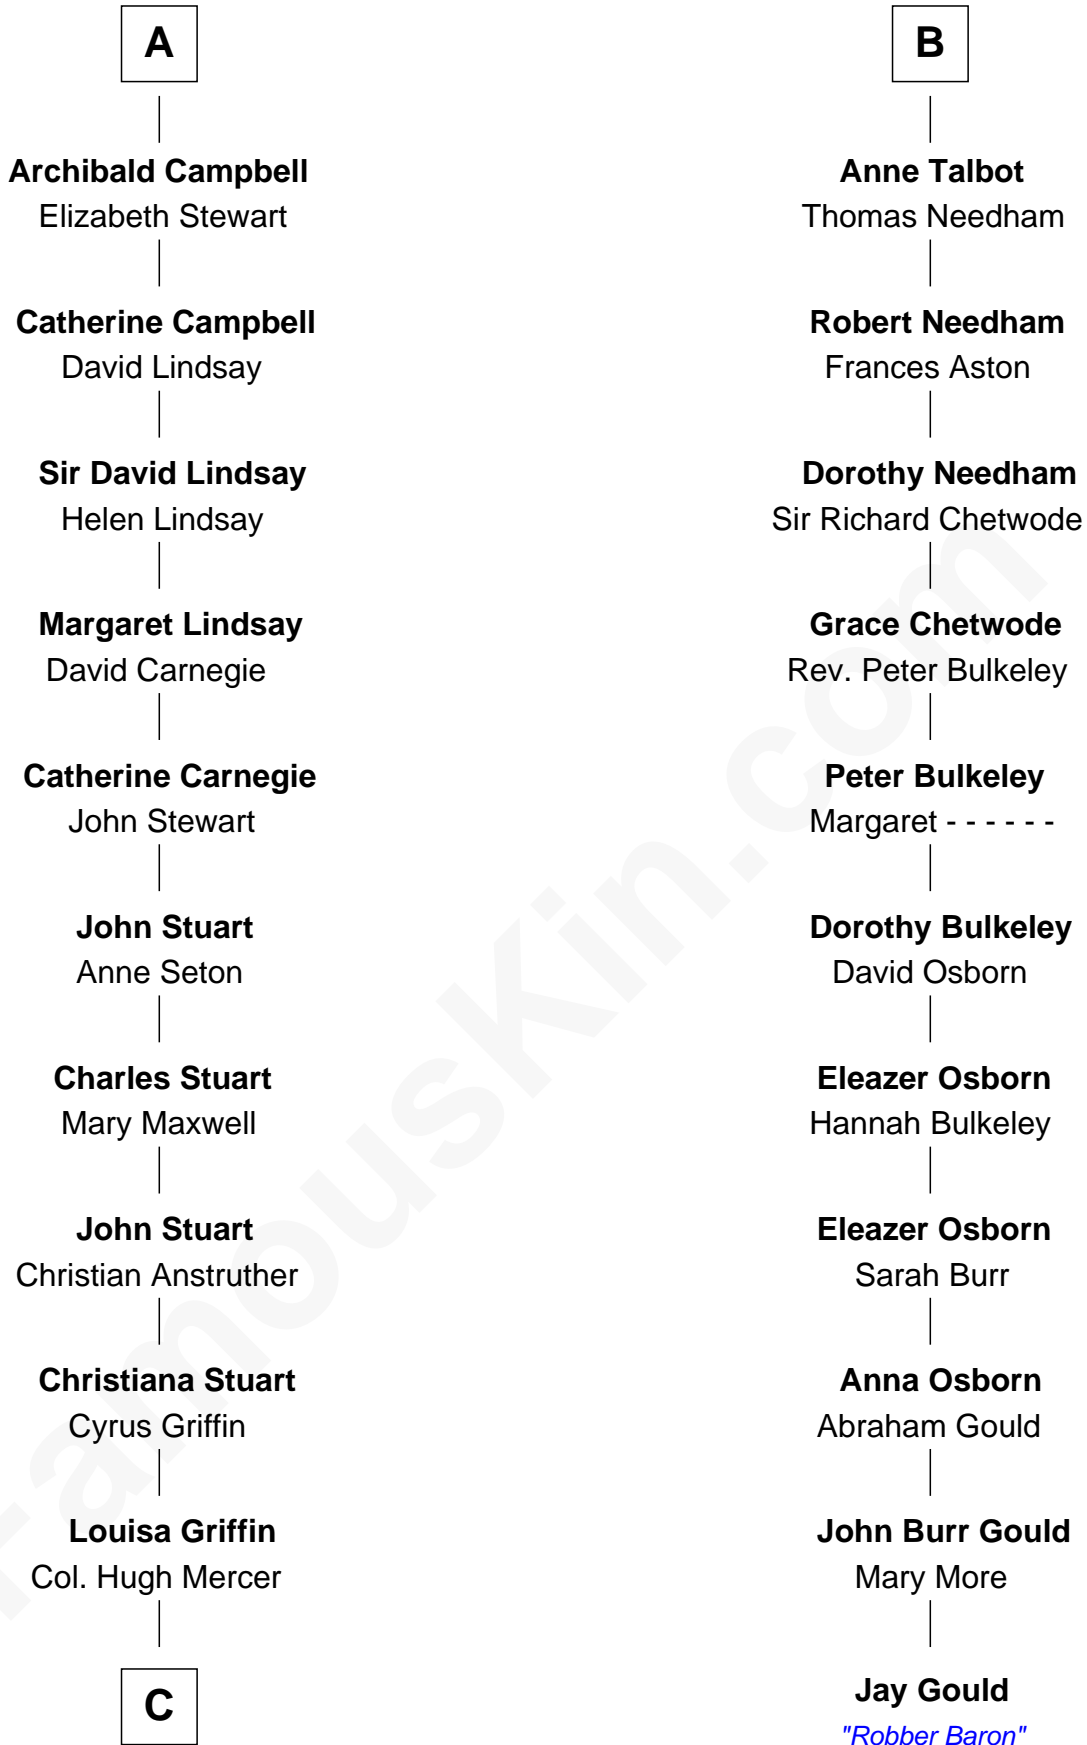 A
Archibald Campbell
Elizabeth Stewart
Catherine Campbell
David Lindsay
Sir David Lindsay
Helen Lindsay
Margaret Lindsay
David Carnegie
Catherine Carnegie
John Stewart
John Stuart
Anne Seton
Charles Stuart
Mary Maxwell
John Stuart
Christian Anstruther
Christiana Stuart
Cyrus Griffin
Louisa Griffin
Col. Hugh Mercer
C
B
Anne Talbot
Thomas Needham
Robert Needham
Frances Aston
Dorothy Needham
Sir Richard Chetwode
Grace Chetwode
Rev. Peter Bulkeley
Peter Bulkeley
Margaret - - - - - -
Dorothy Bulkeley
David Osborn
Eleazer Osborn
Hannah Bulkeley
Eleazer Osborn
Sarah Burr
Anna Osborn
Abraham Gould
John Burr Gould
Mary More
Jay Gould
"Robber Baron"
FamousKin.com